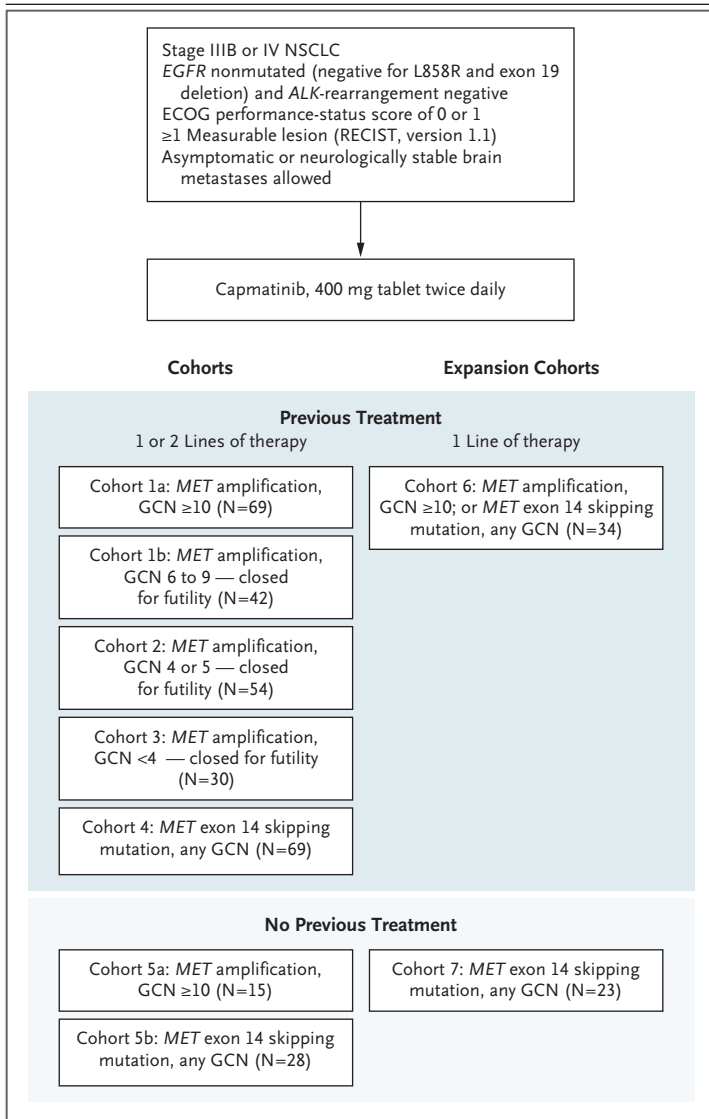 Stage IIIB or IV NSCLC
EGFR nonmutated (negative for L858R and exon 19
deletion) and ALK-rearrangement negative
ECOG performance-status score of 0 or 1
≥1 Measurable lesion (RECIST, version 1.1)
Asymptomatic or neurologically stable brain
metastases allowed
Capmatinib, 400 mg tablet twice daily
Cohorts
Expansion Cohorts
Previous Treatment
1 or 2 Lines of therapy
1 Line of therapy
Cohort 1a: MET amplification,
GCN ≥10 (N=69)
Cohort 1b: MET amplification,
GCN 6 to 9 — closed
for futility (N=42)
Cohort 2: MET amplification,
GCN 4 or 5 — closed
for futility (N=54)
Cohort 3: MET amplification,
GCN <4 — closed for futility
(N=30)
Cohort 4: MET exon 14 skipping
mutation, any GCN (N=69)
Cohort 6: MET amplification,
GCN ≥10; or MET exon 14 skipping
mutation, any GCN (N=34)
No Previous Treatment
Cohort 5a: MET amplification,
GCN ≥10 (N=15)
Cohort 5b: MET exon 14 skipping
mutation, any GCN (N=28)
Cohort 7: MET exon 14 skipping
mutation, any GCN (N=23)